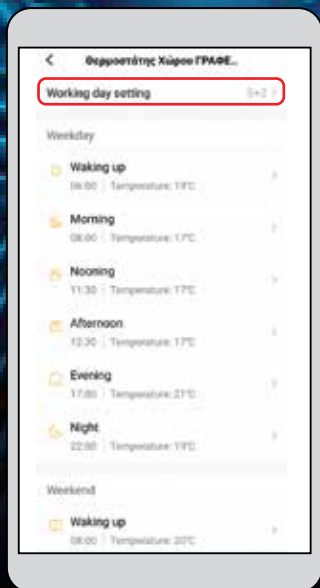 Θερμοστάτης Χώρου ΓΡΑΦΕ..
Working day setting 5+2
Weekday
Waking up
06:00 | Temperature: 19°C
Morning
08:00 | Temperature: 17°C
Nooning
11:30 | Temperature: 17°C
Afternoon
12:30 | Temperature: 17°C
Evening
17:00 | Temperature: 21°C
Night
22:00 | Temperature: 19°C
Weekend
Waking up
08:00 | Temperature: 20°C